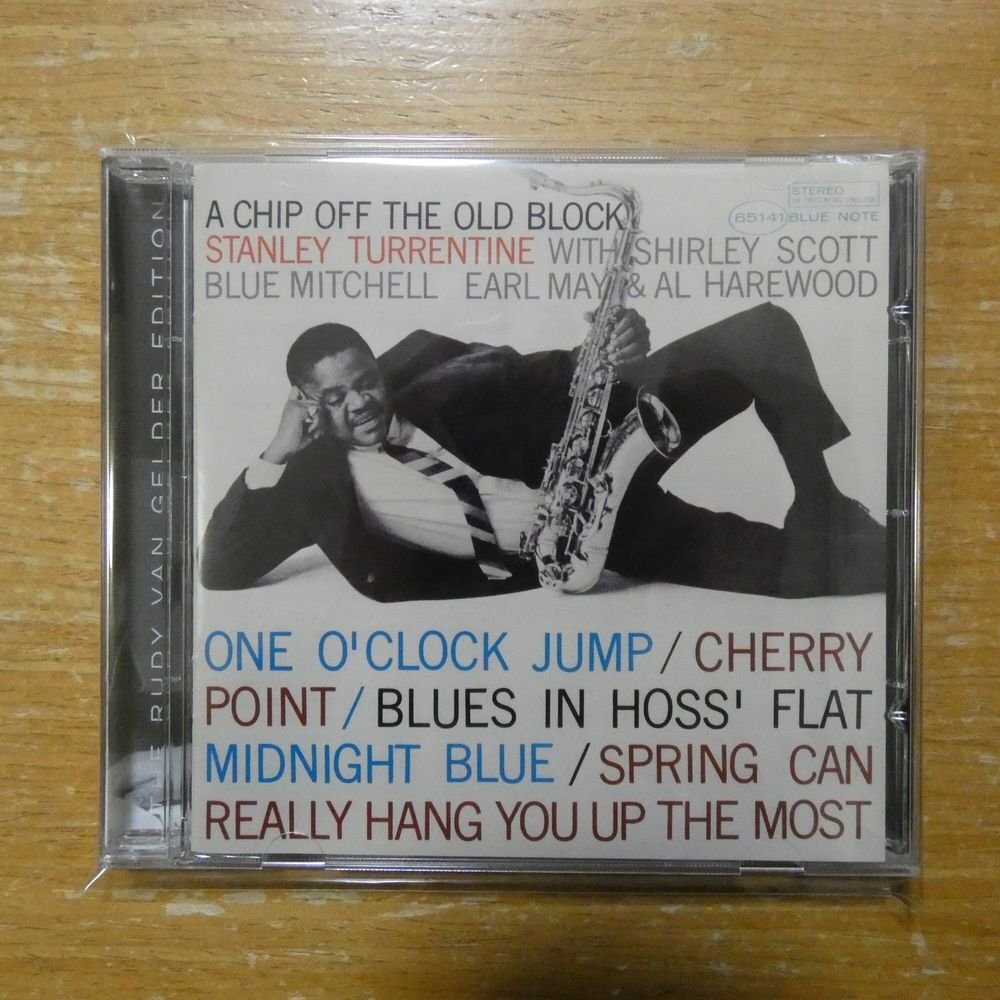 STEREO
65141 BLUE NOTE
A CHIP OFF THE OLD BLOCK
STANLEY TURRENTINE WITH SHIRLEY SCOTT
BLUE MITCHELL EARL MAY & AL HAREWOOD
ONE O'CLOCK JUMP / CHERRY
POINT / BLUES IN HOSS' FLAT
MIDNIGHT BLUE / SPRING CAN
REALLY HANG YOU UP THE MOST
THE RUDY VAN GELDER EDITION